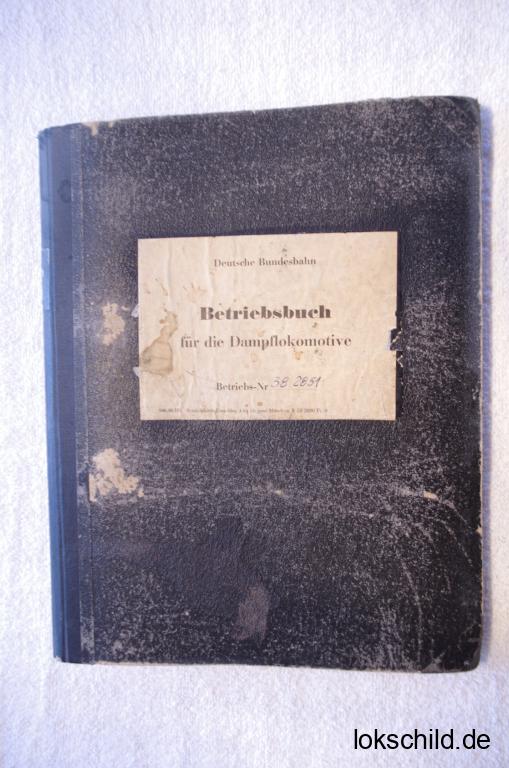 Deutsche Bundesbahn
Betriebsbuch
für die Dampflokomotive
Betriebs-Nr 38 2851
lokschild.de